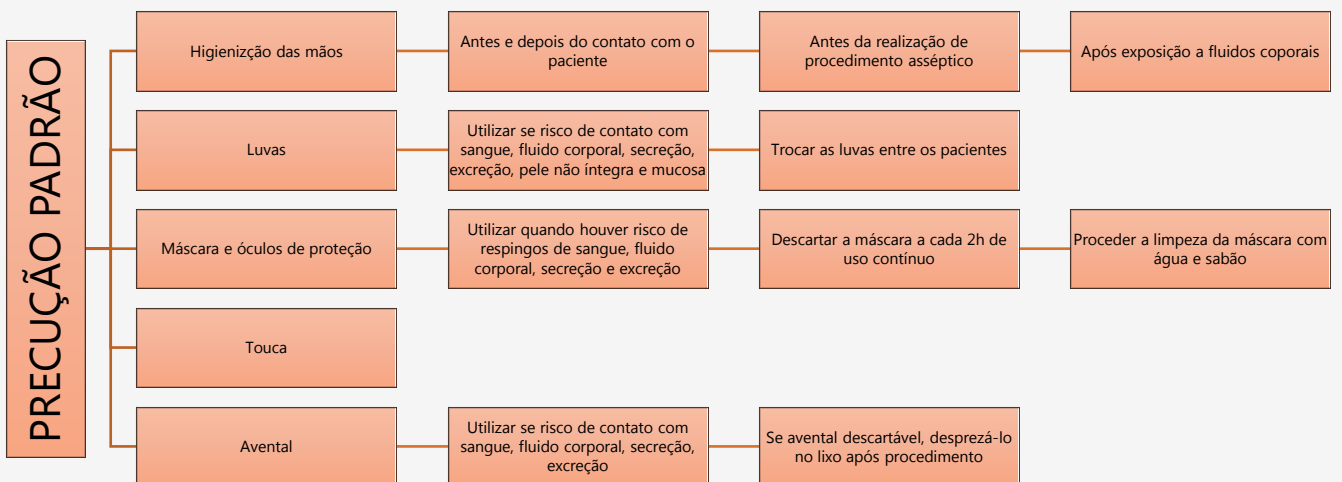 PRECUÇÃO PADRÃO
Higienizção das mãos
Antes e depois do contato com o
paciente
Antes da realização de
procedimento asséptico
Após exposição a fluidos coporais
Luvas
Utilizar se risco de contato com
sangue, fluido corporal, secreção,
excreção, pele não íntegra e mucosa
Trocar as luvas entre os pacientes
Máscara e óculos de proteção
Utilizar quando houver risco de
respingos de sangue, fluido
corporal, secreção e excreção
Descartar a máscara a cada 2h de
uso contínuo
Proceder a limpeza da máscara com
água e sabão
Touca
Avental
Utilizar se risco de contato com
sangue, fluido corporal, secreção,
excreção
Se avental descartável, desprezá-lo
no lixo após procedimento